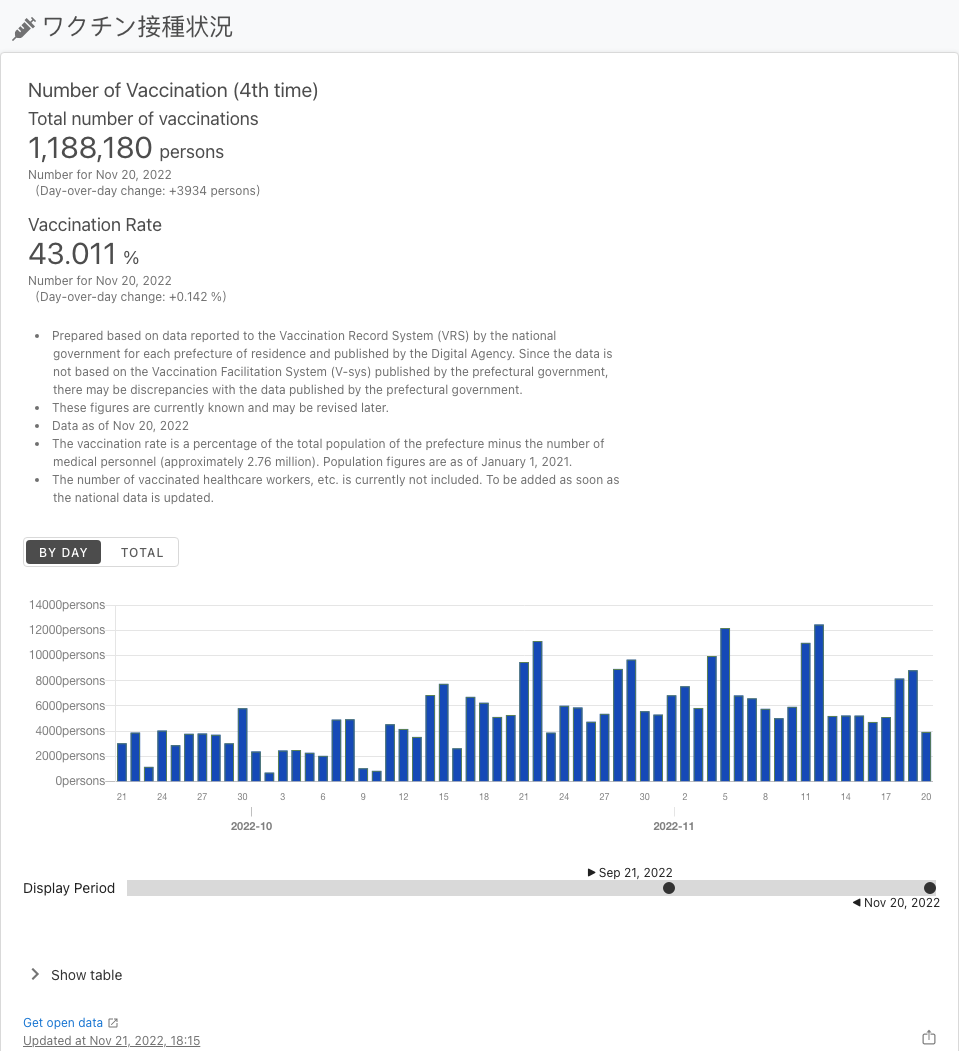 ワクチン接種状況
Number of Vaccination (4th time)
Total number of vaccinations
1,188,180 persons
Number for Nov 20, 2022
(Day-over-day change: +3934 persons)
Vaccination Rate
43.011 %
Number for Nov 20, 2022
(Day-over-day change: +0.142 %)
• Prepared based on data reported to the Vaccination Record System (VRS) by the national
government for each prefecture of residence and published by the Digital Agency. Since the data is
not based on the Vaccination Facilitation System (V-sys) published by the prefectural government,
there may be discrepancies with the data published by the prefectural government.
• These figures are currently known and may be revised later.
• Data as of Nov 20, 2022
• The vaccination rate is a percentage of the total population of the prefecture minus the number of
medical personnel (approximately 2.76 million). Population figures are as of January 1, 2021.
• The number of vaccinated healthcare workers, etc. is currently not included. To be added as soon as
the national data is updated.
BY DAY TOTAL
14000persons
12000persons
10000persons
8000persons
6000persons
4000persons
2000persons
0persons
21 24 27 30 3 6 9 12 15 18 21 24 27 30 2 5 8 11 14 17 20
2022-10 2022-11
▶ Sep 21, 2022
Display Period
◀ Nov 20, 2022
Show table
Get open data
Updated at Nov 21, 2022, 18:15